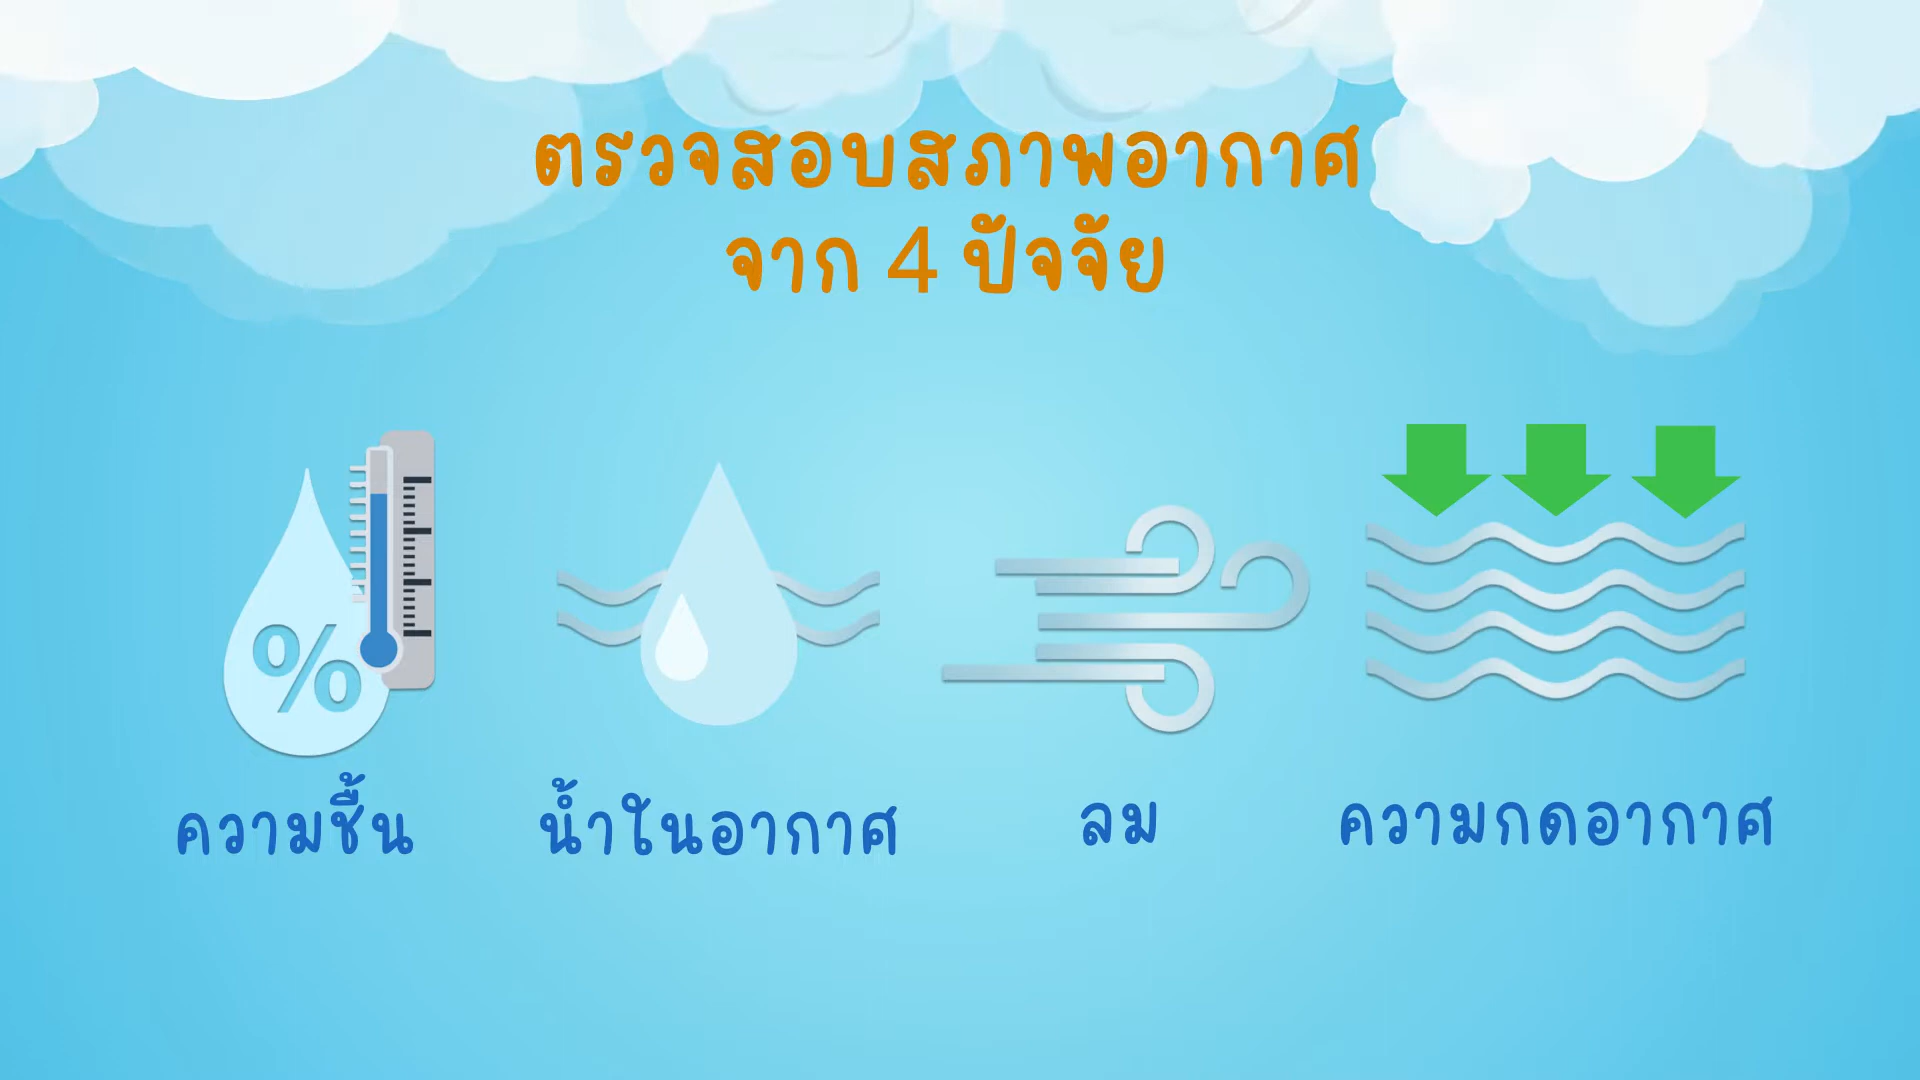 ตรวจสอบสภาพอากาศ
จาก 4 ปัจจัย
%
ความชื้น
น้ำในอากาศ
ลม
ความกดอากาศ